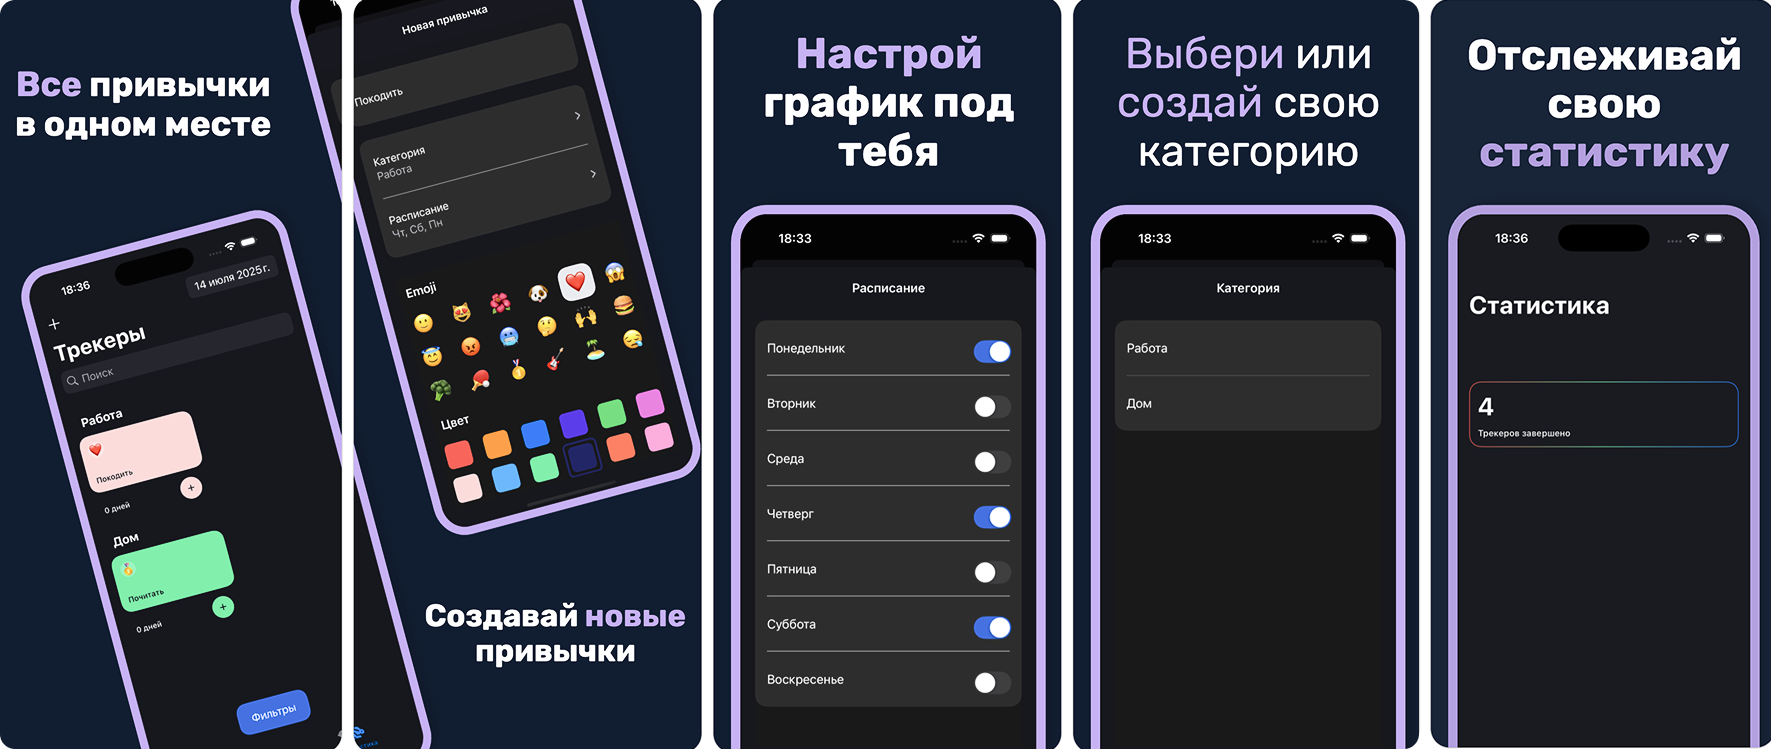 Все привычки
в одном месте
18:36
14 июля 2025 г.
+
Трекеры
Поиск
Работа
Покодить
0 дней
+
Дом
Почитать
0 дней
+
Фильтры
Новая привычка
Покодить
Категория
Работа
Расписание
Чт, Сб, Пн
Emoji
Цвет
Создавай новые
привычки
Настрой
график под
тебя
18:33
Расписание
Понедельник
Вторник
Среда
Четверг
Пятница
Суббота
Воскресенье
Выбери или
создай свою
категорию
18:33
Категория
Работа
Дом
Отслеживай
свою
статистику
18:36
Статистика
4
Трекеров завершено